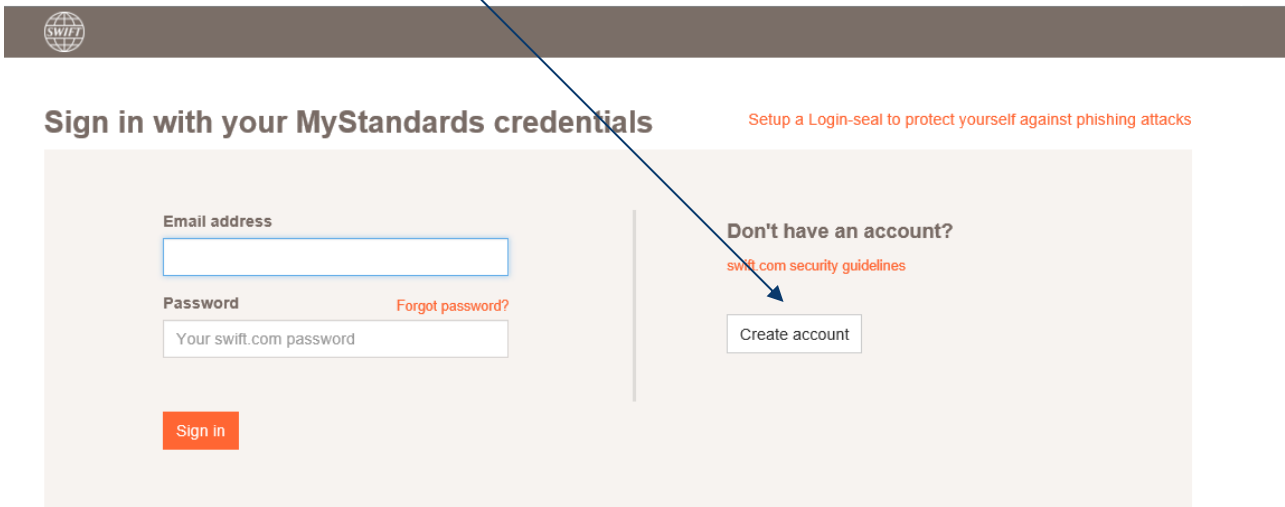 SWIFT
Sign in with your MyStandards credentials
Setup a Login-seal to protect yourself against phishing attacks
Email address
Password
Forgot password?
Your swift.com password
Sign in
Don't have an account?
swift.com security guidelines
Create account